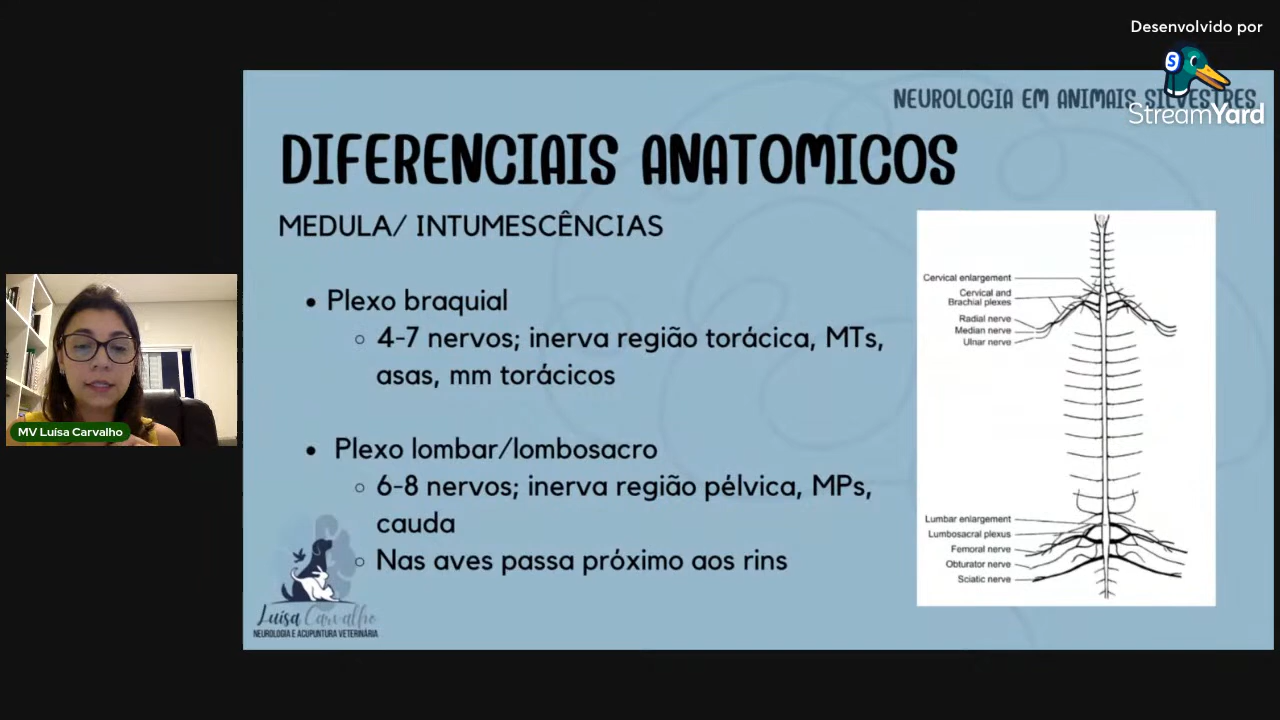 Desenvolvido por
StreamYard
NEUROLOGIA EM ANIMAIS SILVESTRES
DIFERENCIAIS ANATOMICOS
MEDULA/ INTUMESCÊNCIAS
Plexo braquial
4-7 nervos; inerva região torácica, MTs,
asas, mm torácicos
Plexo lombar/lombosacro
6-8 nervos; inerva região pélvica, MPs,
cauda
Nas aves passa próximo aos rins
Cervical enlargement
Cervical and
Brachial plexes
Radial nerve
Median nerve
Ulnar nerve
Lumbar enlargement
Lumbosacral plexus
Femoral nerve
Obturator nerve
Sciatic nerve
MV Luísa Carvalho
Luísa Carvalho
NEUROLOGIA E ACUPUNTURA VETERINÁRIA